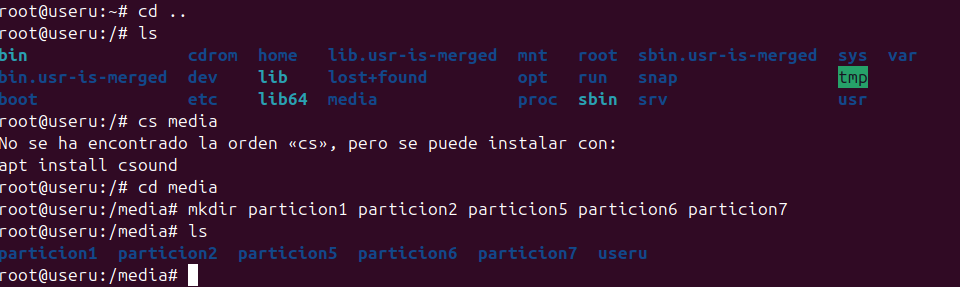 root@useru:~# cd ..
root@useru:/# ls
bin cdrom home lib.usr-is-merged mnt root sbin.usr-is-merged sys var
bin.usr-is-merged dev lib lost+found opt run snap tmp
boot etc lib64 media proc sbin srv usr
root@useru:/# cs media
No se ha encontrado la orden «cs», pero se puede instalar con:
apt install csound
root@useru:/# cd media
root@useru:/media# mkdir particion1 particion2 particion5 particion6 particion7
root@useru:/media# ls
particion1 particion2 particion5 particion6 particion7 useru
root@useru:/media#